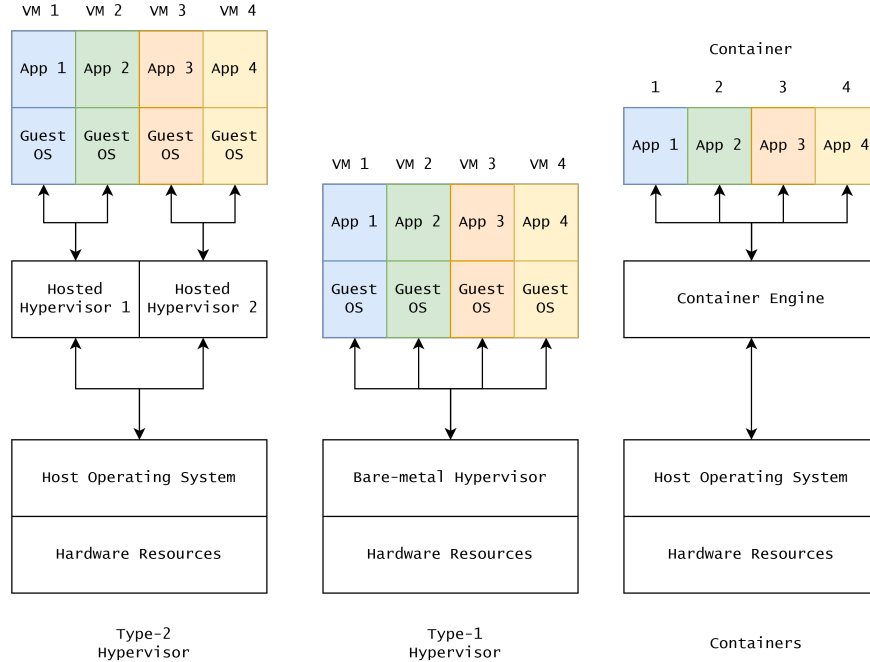 VM 1 VM 2 VM 3 VM 4
App 1 App 2 App 3 App 4
Guest Guest Guest Guest
OS OS OS OS
Hosted Hosted
Hypervisor 1 Hypervisor 2
Host Operating System
Hardware Resources
Type-2
Hypervisor
VM 1 VM 2 VM 3 VM 4
App 1 App 2 App 3 App 4
Guest Guest Guest Guest
OS OS OS OS
Bare-metal Hypervisor
Hardware Resources
Type-1
Hypervisor
Container
1 2 3 4
App 1 App 2 App 3 App 4
Container Engine
Host Operating System
Hardware Resources
Containers